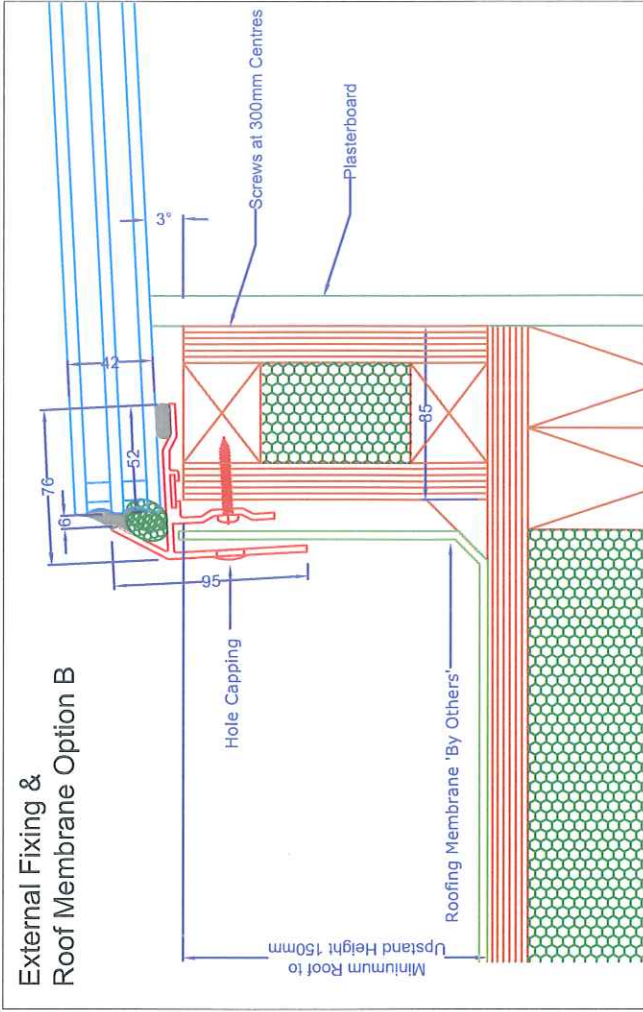 External Fixing &
Roof Membrane Option B
76
6
52
42
3°
95
85
Screws at 300mm Centres
Plasterboard
Hole Capping
Roofing Membrane 'By Others'
Miniumum Roof to
Upstand Height 150mm